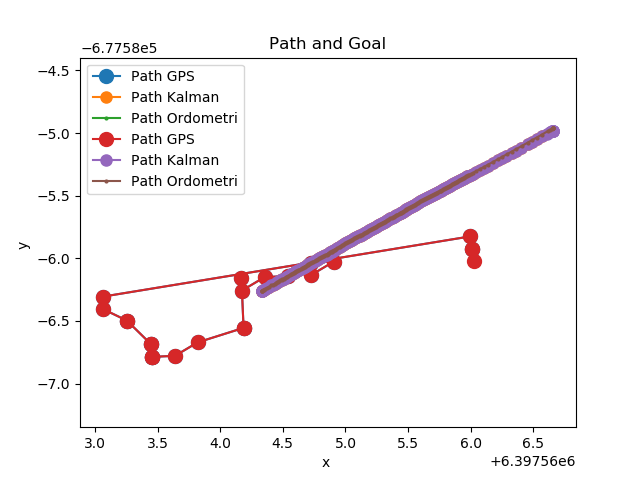 Path and Goal
−6.7758e5
Path GPS
Path Kalman
Path Ordometri
Path GPS
Path Kalman
Path Ordometri
−4.5
−5.0
−5.5
−6.0
−6.5
−7.0
y
3.0 3.5 4.0 4.5 5.0 5.5 6.0 6.5
x
+6.39756e6